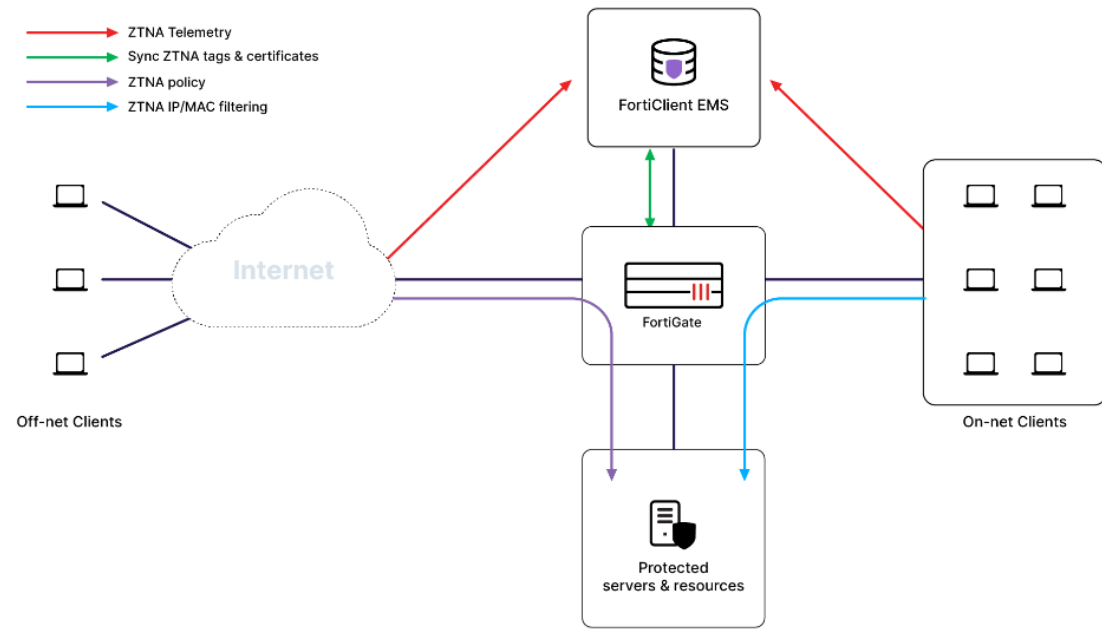 ZTNA Telemetry
Sync ZTNA tags & certificates
ZTNA policy
ZTNA IP/MAC filtering
FortiClient EMS
Internet
FortiGate
Off-net Clients
On-net Clients
Protected
servers & resources